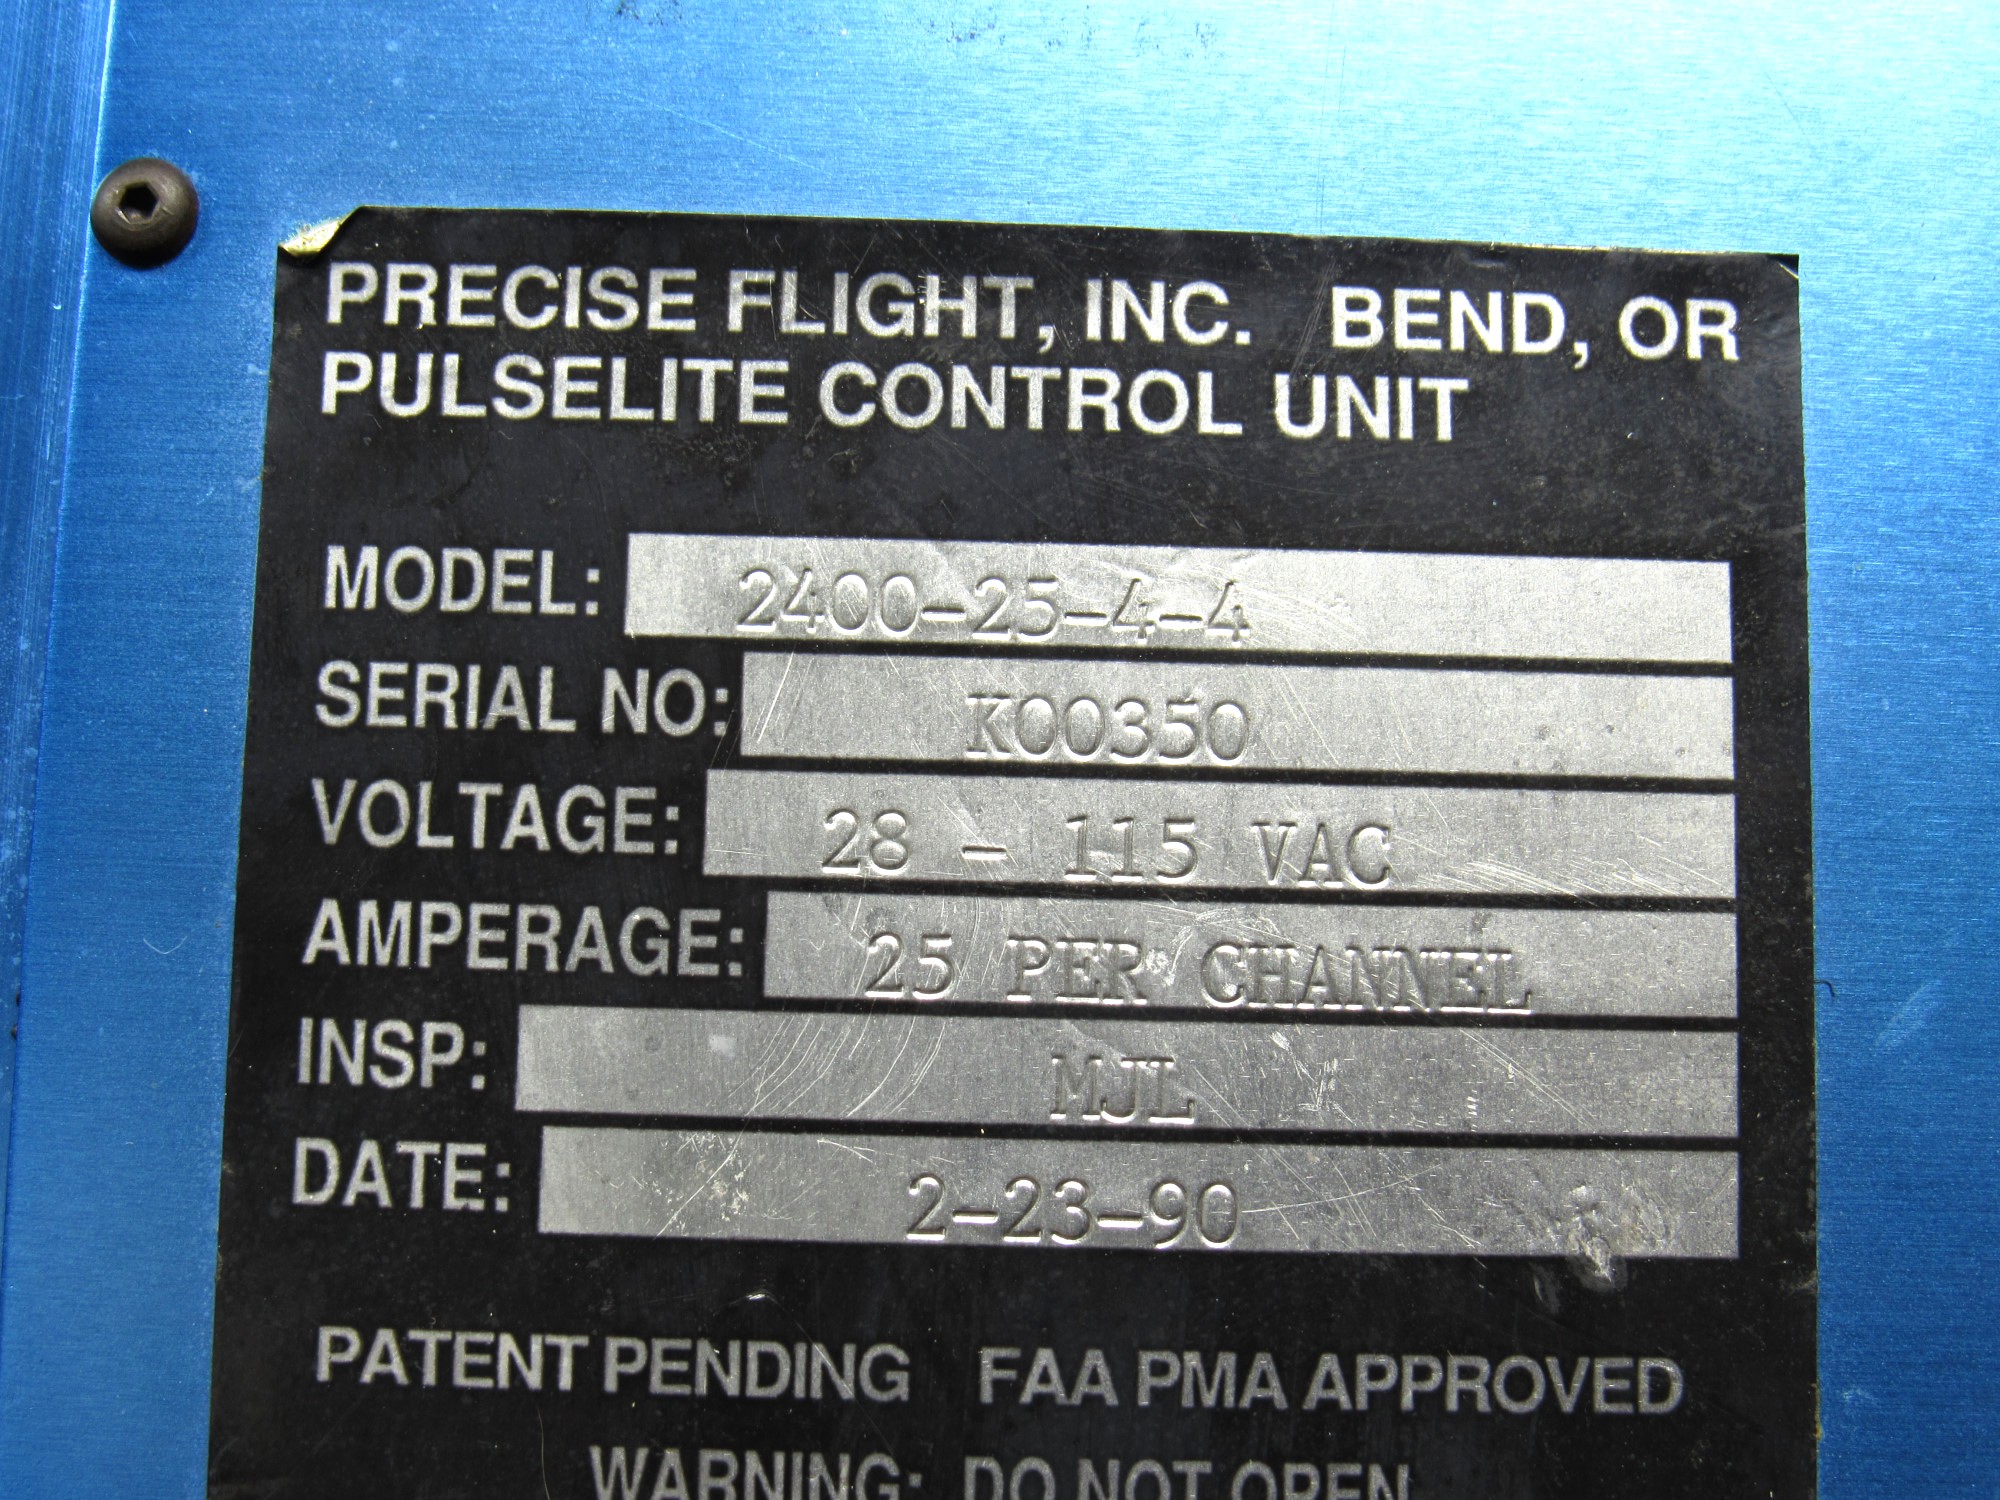 PRECISE FLIGHT, INC. BEND, OR
PULSELITE CONTROL UNIT
MODEL: 2400-25-4-4
SERIAL NO: K00350
VOLTAGE: 28 - 115 VAC
AMPERAGE: 25 PER CHANNEL
INSP: MJL
DATE: 2-23-90
PATENT PENDING FAA PMA APPROVED
WARNING: DO NOT OPEN